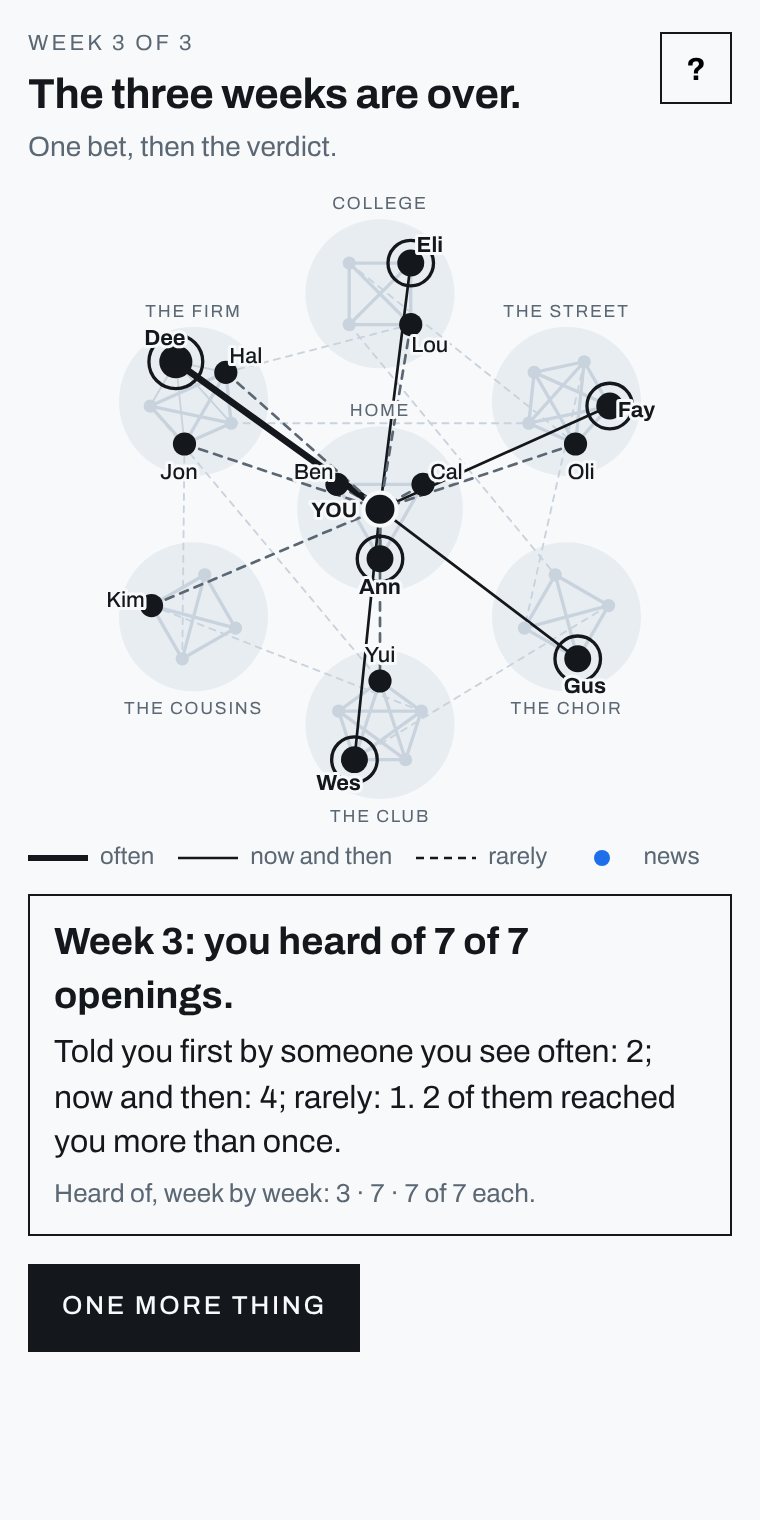 WEEK 3 OF 3
?
The three weeks are over.
One bet, then the verdict.
COLLEGE
Eli
THE FIRM
THE STREET
Dee
Hal
Lou
HOME
Fay
Jon
Ben
Cal
Oli
YOU
Ann
Kim
Yui
Gus
THE COUSINS
THE CHOIR
Wes
THE CLUB
often
now and then
rarely
news
Week 3: you heard of 7 of 7
openings.
Told you first by someone you see often: 2;
now and then: 4; rarely: 1. 2 of them reached
you more than once.
Heard of, week by week: 3 · 7 · 7 of 7 each.
ONE MORE THING